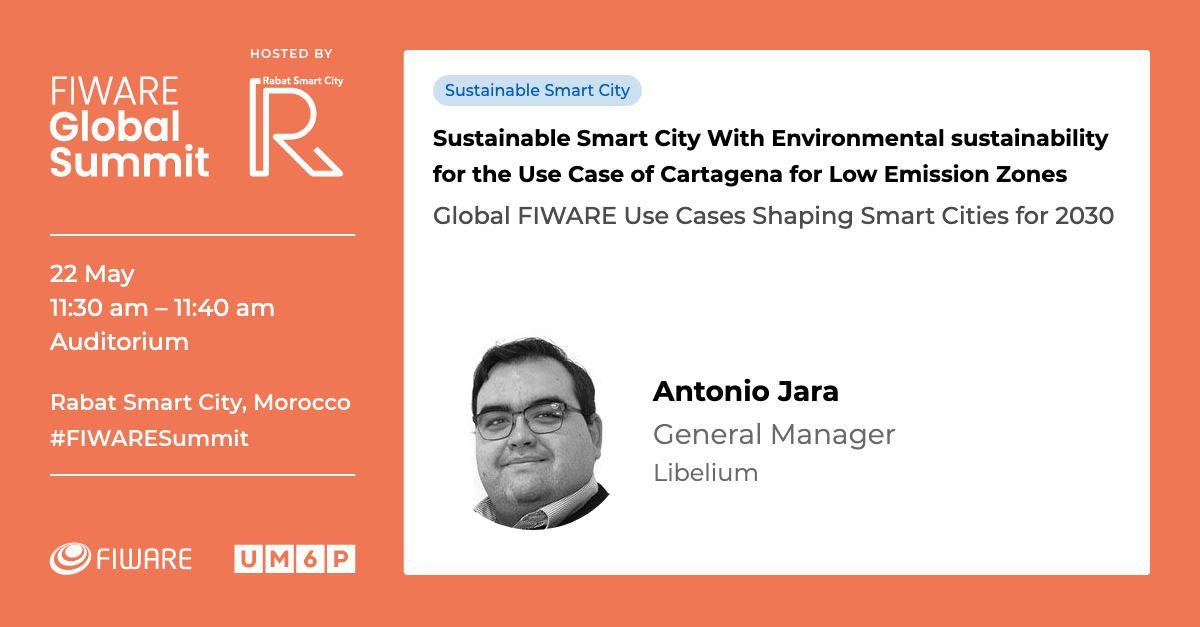 HOSTED BY
FIWARE
Global
Summit
Rabat Smart City
R
22 May
11:30 am – 11:40 am
Auditorium
Rabat Smart City, Morocco
#FIWARESummit
FIWARE
UM6P
Sustainable Smart City
Sustainable Smart City With Environmental sustainability
for the Use Case of Cartagena for Low Emission Zones
Global FIWARE Use Cases Shaping Smart Cities for 2030
Antonio Jara
General Manager
Libelium